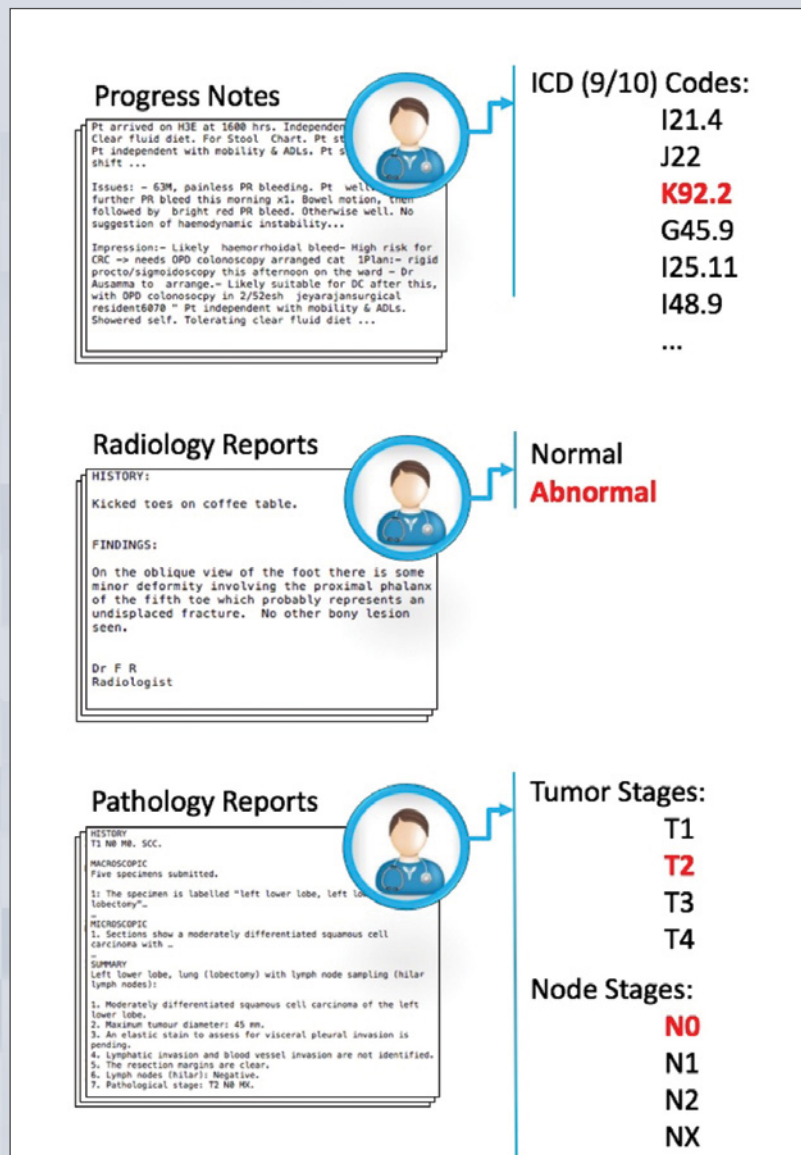 Progress Notes
Pt arrived on H3E at 1600 hrs.
Clear fluid diet. For Stool Chart. Pt
Pt independent with mobility & ADLs. Pt
shift ...
Issues: - 63M, painless PR bleeding. Pt
further PR bleed this morning x1. Bowel motion,
followed by bright red PR bleed. Otherwise well. No
suggestion of haemodynamic instability...
Impression:- Likely haemorrhoidal bleed- High risk for
CRC -> needs OPD colonoscopy arranged cat 1Plan:- rigid
procto/sigmoidoscopy this afternoon on the ward - Dr
Ausamma to arrange.- Likely suitable for DC after this,
with OPD colonosocpy in 2/52esh jeyarajansurgical
resident6070 " Pt independent with mobility & ADLs.
Showered self. Tolerating clear fluid diet ...
ICD (9/10) Codes:
I21.4
J22
K92.2
G45.9
I25.11
I48.9
...
Radiology Reports
HISTORY:
Kicked toes on coffee table.
FINDINGS:
On the oblique view of the foot there is some
minor deformity involving the proximal phalanx
of the fifth toe which probably represents an
undisplaced fracture. No other bony lesion
seen.
Dr F R
Radiologist
Normal
Abnormal
Pathology Reports
HISTORY
T1 N0 M0. SCC.
MACROSCOPIC
Five specimens submitted.
1: The specimen is labelled "left lower lobe, left
lobectomy"…
…
MICROSCOPIC
1. Sections show a moderately differentiated squamous cell
carcinoma with …
…
SUMMARY
Left lower lobe, lung (lobectomy) with lymph node sampling (hilar
lymph nodes):
1. Moderately differentiated squamous cell carcinoma of the left
lower lobe.
2. Maximum tumour diameter: 45 mm.
3. An elastic stain to assess for visceral pleural invasion is
pending.
4. Lymphatic invasion and blood vessel invasion are not identified.
5. The resection margins are clear.
6. Lymph nodes (hilar): Negative.
7. Pathological stage: T2 N0 MX.
Tumor Stages:
T1
T2
T3
T4
Node Stages:
N0
N1
N2
NX